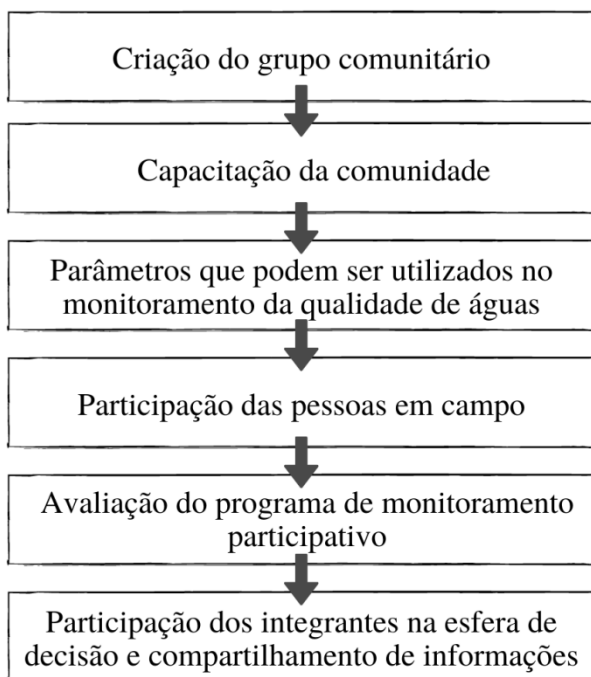 Criação do grupo comunitário
Capacitação da comunidade
Parâmetros que podem ser utilizados no
monitoramento da qualidade de águas
Participação das pessoas em campo
Avaliação do programa de monitoramento
participativo
Participação dos integrantes na esfera de
decisão e compartilhamento de informações